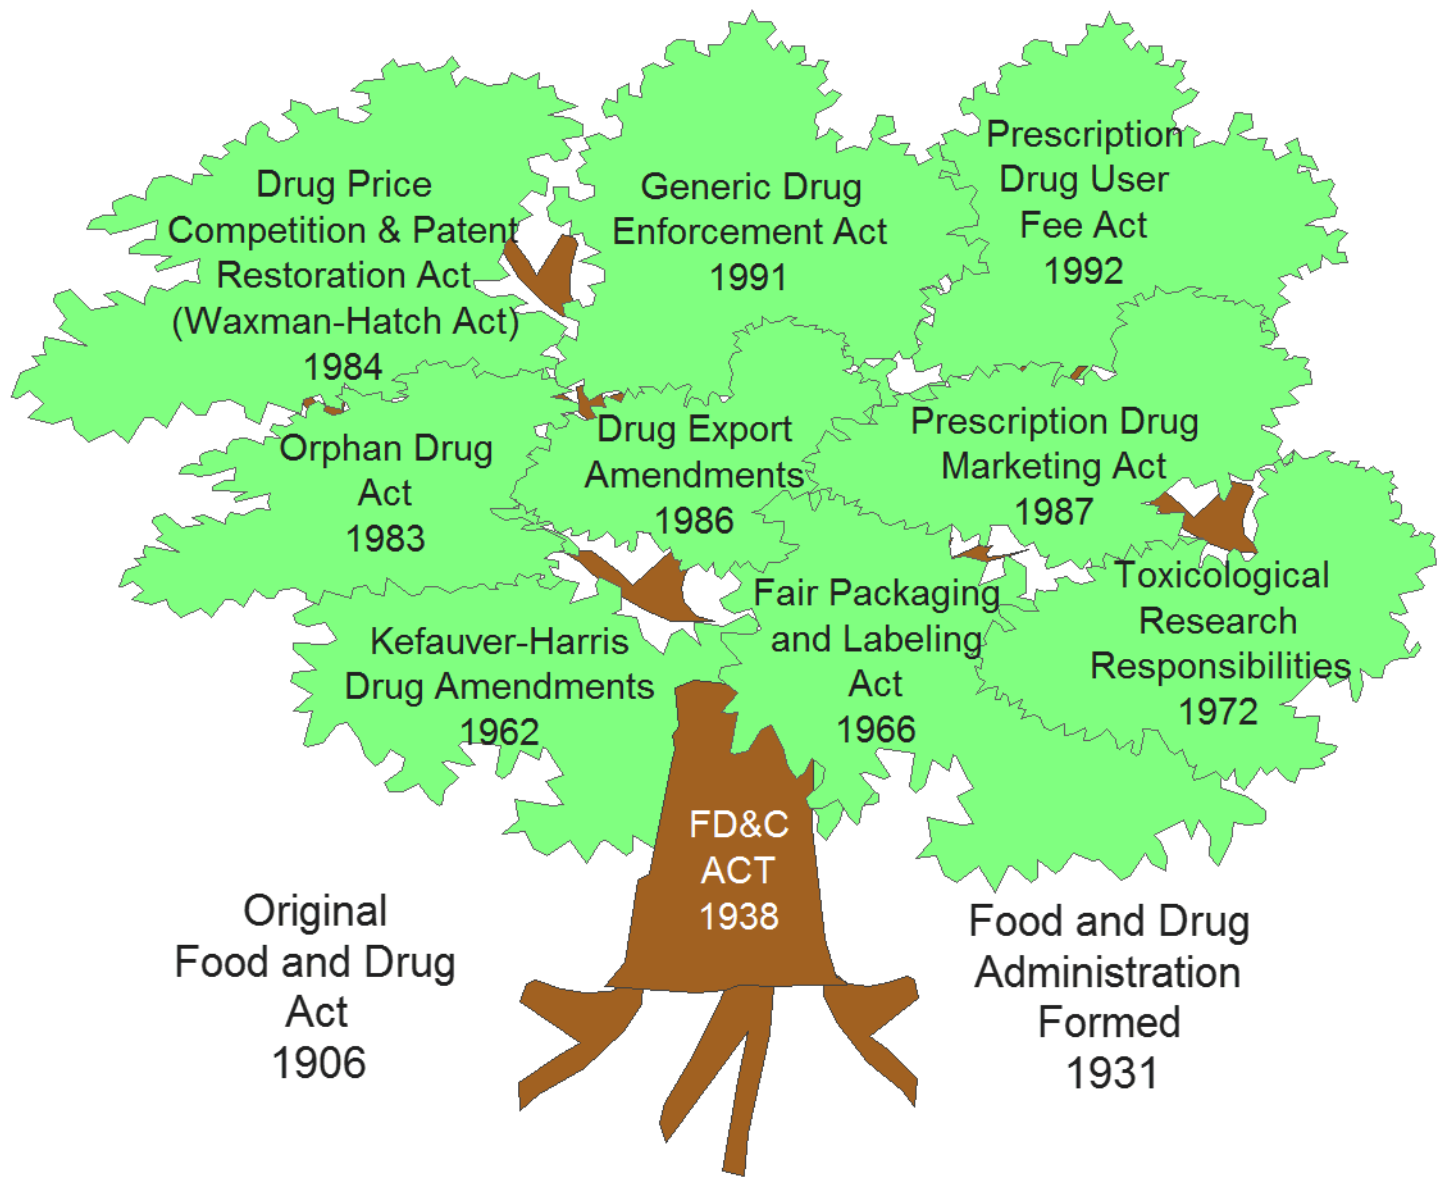 Drug Price
Competition & Patent
Restoration Act
(Waxman-Hatch Act)
1984
Generic Drug
Enforcement Act
1991
Prescription
Drug User
Fee Act
1992
Orphan Drug
Act
1983
Drug Export
Amendments
1986
Prescription Drug
Marketing Act
1987
Kefauver-Harris
Drug Amendments
1962
Fair Packaging
and Labeling
Act
1966
Toxicological
Research
Responsibilities
1972
FD&C
ACT
1938
Original
Food and Drug
Act
1906
Food and Drug
Administration
Formed
1931